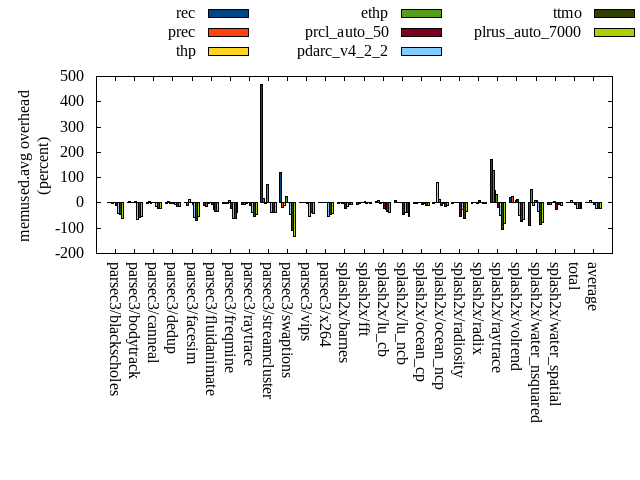 rec
prec
thp
ethp
prcl_auto_50
pdarc_v4_2_2
ttmo
plrus_auto_7000
memused.avg overhead
(percent)
500
400
300
200
100
0
-100
-200
parsec3/blackscholes
parsec3/bodytrack
parsec3/canneal
parsec3/dedup
parsec3/facesim
parsec3/fluidanimate
parsec3/freqmine
parsec3/raytrace
parsec3/streamcluster
parsec3/swaptions
parsec3/vips
parsec3/x264
splash2x/barnes
splash2x/fft
splash2x/lu_cb
splash2x/lu_ncb
splash2x/ocean_cp
splash2x/ocean_ncp
splash2x/radiosity
splash2x/radix
splash2x/raytrace
splash2x/volrend
splash2x/water_nsquared
splash2x/water_spatial
total
average